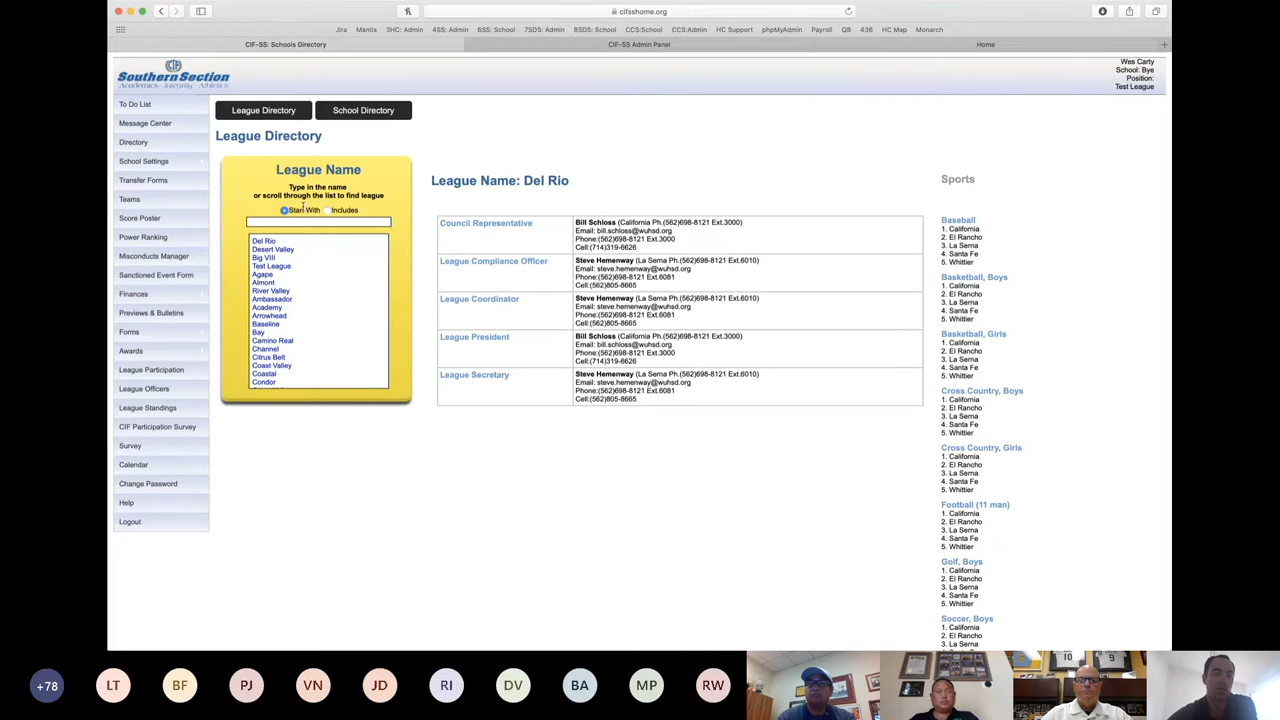 cifsshome.org
Jira Mantis 3HC: Admin 4SS: Admin 6SS: School 7SDS: Admin 8SDS: School CCS:School CCS:Admin HC Support phpMyAdmin Payroll QB 436 HC Map Monarch
CIF-SS: Schools Directory CIF-SS Admin Panel Home
CIF
Southern Section
Academics Integrity Athletics
Wes Carty
School: Bye
Position:
Test League
To Do List
Message Center
Directory
School Settings
Transfer Forms
Teams
Score Poster
Power Ranking
Misconducts Manager
Sanctioned Event Form
Finances
Previews & Bulletins
Forms
Awards
League Participation
League Officers
League Standings
CIF Participation Survey
Survey
Calendar
Change Password
Help
Logout
League Directory School Directory
League Directory
League Name
Type in the name
or scroll through the list to find league
Start With Includes
Del Rio
Desert Valley
Big VIII
Test League
Agape
Almont
River Valley
Ambassador
Academy
Arrowhead
Baseline
Bay
Camino Real
Channel
Citrus Belt
Coast Valley
Coastal
Condor
League Name: Del Rio
Council Representative
Bill Schloss (California Ph.(562)698-8121 Ext.3000)
Email: bill.schloss@wuhsd.org
Phone:(562)698-8121 Ext.3000
Cell:(714)319-6626
League Compliance Officer
Steve Hemenway (La Serna Ph.(562)698-8121 Ext.6010)
Email: steve.hemenway@wuhsd.org
Phone:(562)698-8121 Ext.6081
Cell:(562)805-8665
League Coordinator
Steve Hemenway (La Serna Ph.(562)698-8121 Ext.6010)
Email: steve.hemenway@wuhsd.org
Phone:(562)698-8121 Ext.6081
Cell:(562)805-8665
League President
Bill Schloss (California Ph.(562)698-8121 Ext.3000)
Email: bill.schloss@wuhsd.org
Phone:(562)698-8121 Ext.3000
Cell:(714)319-6626
League Secretary
Steve Hemenway (La Serna Ph.(562)698-8121 Ext.6010)
Email: steve.hemenway@wuhsd.org
Phone:(562)698-8121 Ext.6081
Cell:(562)805-8665
Sports
Baseball
1. California
2. El Rancho
3. La Serna
4. Santa Fe
5. Whittier
Basketball, Boys
1. California
2. El Rancho
3. La Serna
4. Santa Fe
5. Whittier
Basketball, Girls
1. California
2. El Rancho
3. La Serna
4. Santa Fe
5. Whittier
Cross Country, Boys
1. California
2. El Rancho
3. La Serna
4. Santa Fe
5. Whittier
Cross Country, Girls
1. California
2. El Rancho
3. La Serna
4. Santa Fe
5. Whittier
Football (11 man)
1. California
2. El Rancho
3. La Serna
4. Santa Fe
5. Whittier
Golf, Boys
1. California
2. El Rancho
3. La Serna
4. Santa Fe
5. Whittier
Soccer, Boys
1. California
2. El Rancho
3. La Serna
4. Santa Fe
+78 LT BF PJ VN JD RI DV BA MP RW
10 9